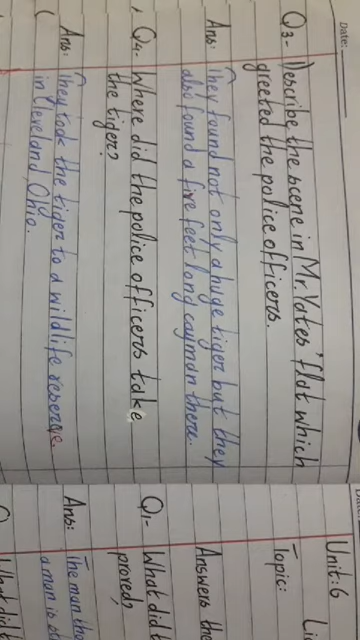 Date:
Q3- Describe the scene in Mr. Yates' flat which
greeted the police officers.
Ans: They found not only a huge tiger but they
also found a five feet long cayman there.
Q4- Where did the police officers take
the tiger?
Ans: They took the tiger to a wildlife reserve
in Cleveland, Ohio.
Unit: 6
Topic:
Answers the
Q1- What did t
proved?
Ans: The man tho
a man is
What did